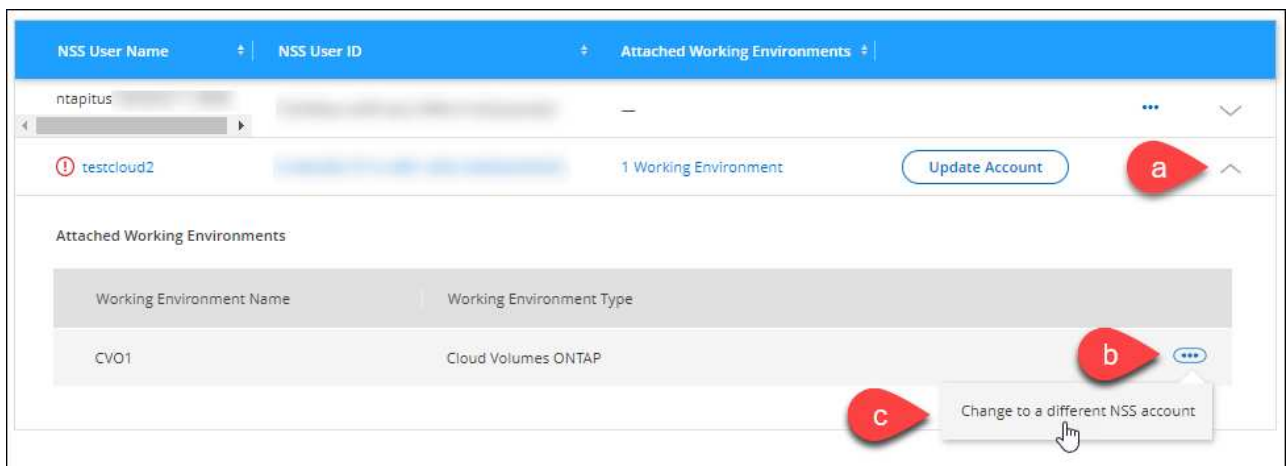 NSS User Name NSS User ID Attached Working Environments
ntapitus
—
testcloud2 1 Working Environment Update Account a
Attached Working Environments
Working Environment Name Working Environment Type
CVO1 Cloud Volumes ONTAP b
c Change to a different NSS account